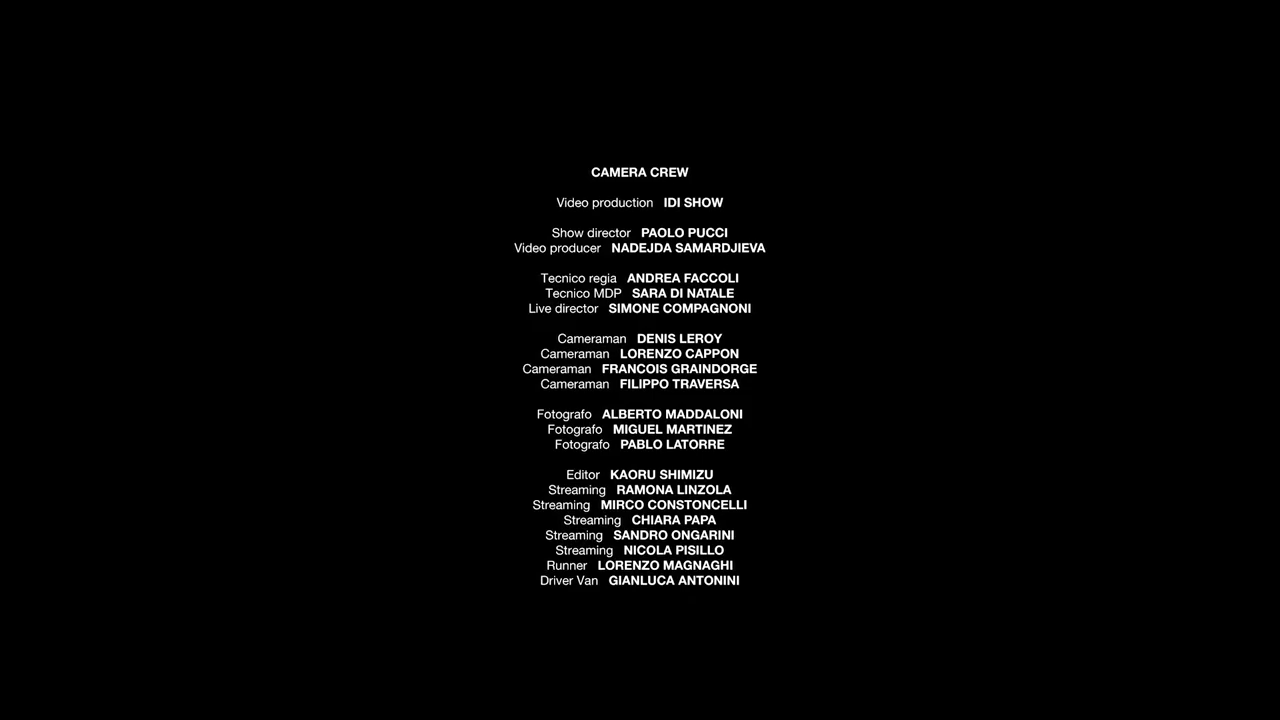 CAMERA CREW
Video production IDI SHOW
Show director PAOLO PUCCI
Video producer NADEJDA SAMARDJIEVA
Tecnico regia ANDREA FACCOLI
Tecnico MDP SARA DI NATALE
Live director SIMONE COMPAGNONI
Cameraman DENIS LEROY
Cameraman LORENZO CAPPON
Cameraman FRANCOIS GRAINDORGE
Cameraman FILIPPO TRAVERSA
Fotografo ALBERTO MADDALONI
Fotografo MIGUEL MARTINEZ
Fotografo PABLO LATORRE
Editor KAORU SHIMIZU
Streaming RAMONA LINZOLA
Streaming MIRCO CONSTONCELLI
Streaming CHIARA PAPA
Streaming SANDRO ONGARINI
Streaming NICOLA PISILLO
Runner LORENZO MAGNAGHI
Driver Van GIANLUCA ANTONINI